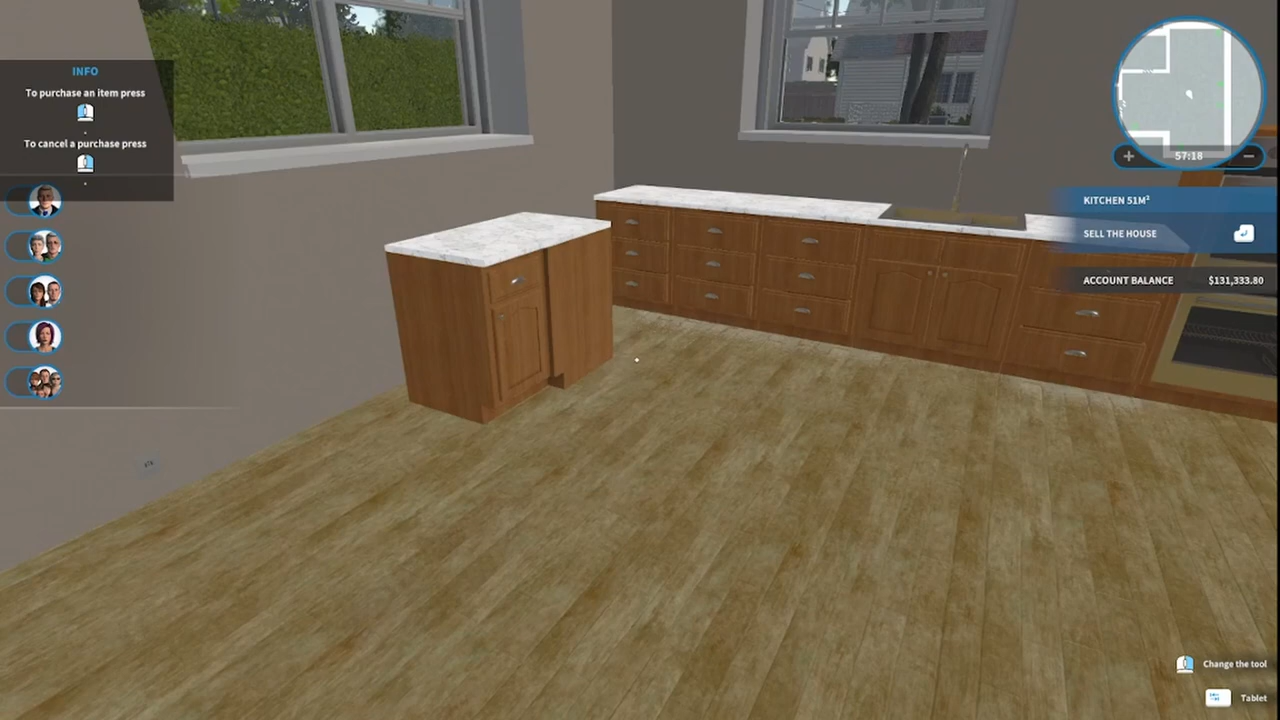 INFO
To purchase an item press
To cancel a purchase press
57:18
KITCHEN 51M²
SELL THE HOUSE
ACCOUNT BALANCE $131,333.80
Change the tool
Tablet